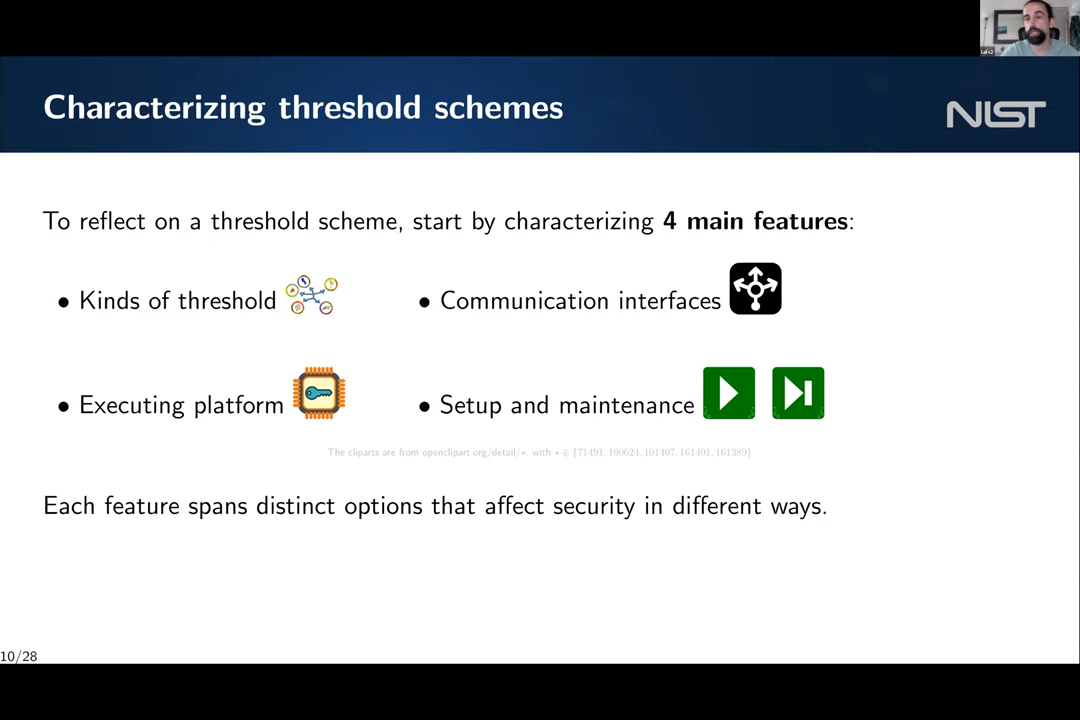 Characterizing threshold schemes
NIST
To reflect on a threshold scheme, start by characterizing 4 main features:
• Kinds of threshold
• Communication interfaces
• Executing platform
• Setup and maintenance
The cliparts are from openclipart.org/detail/*, with * ∈ {71491, 190624, 101407, 161401, 161389}
Each feature spans distinct options that affect security in different ways.
10/28